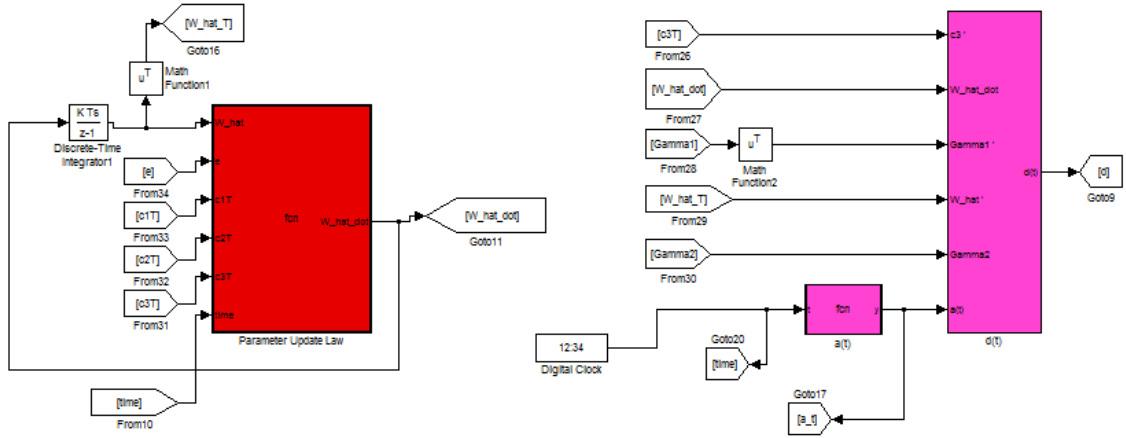 [W_hat_T]
Goto16
u^T
Math
Function1
K Ts
z-1
Discrete-Time
Integrator1
W_hat
[e]
From34
e
[c1T]
From33
c1T
[c2T]
From32
c2T
[c3T]
From31
c3T
time
fcn
W_hat_dot
Parameter Update Law
[W_hat_dot]
Goto11
[time]
From10
[c3T]
From26
c3 '
[W_hat_dot]
From27
W_hat_dot
[Gamma1]
From28
u^T
Math
Function2
Gamma1 '
[W_hat_T]
From29
W_hat '
[Gamma2]
From30
Gamma2
a(t)
d(t)
d(t)
[d]
Goto9
12:34
Digital Clock
Goto20
[time]
t
fcn
y
a(t)
Goto17
[a_t]